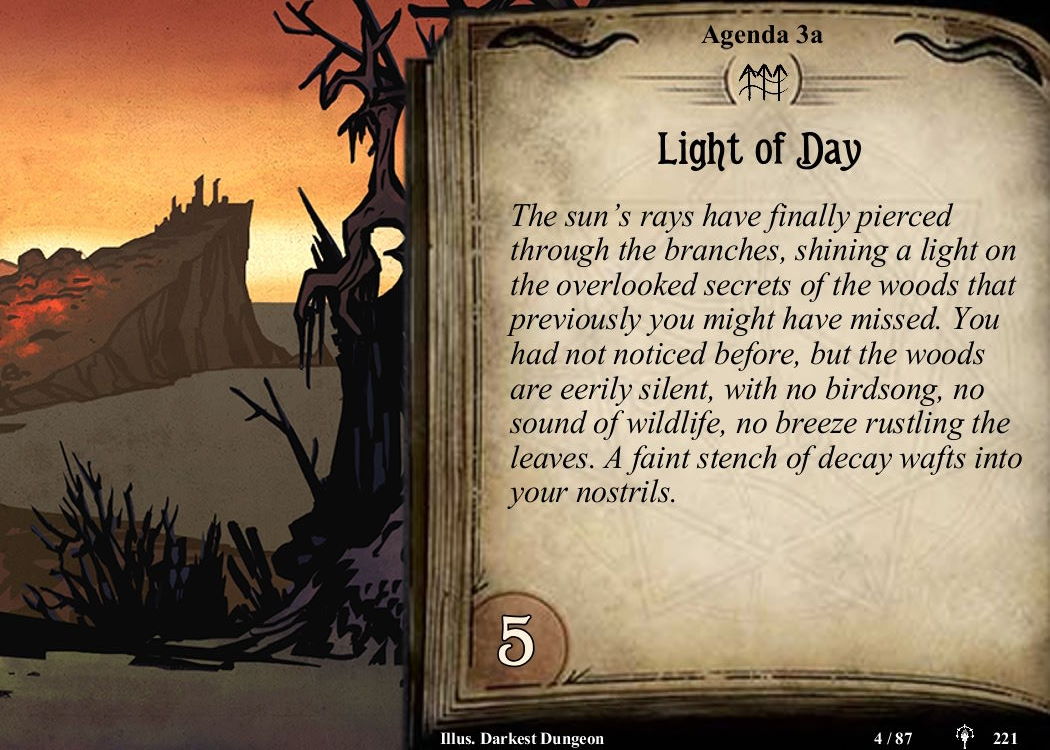 Agenda 3a
Light of Day
The sun's rays have finally pierced
through the branches, shining a light on
the overlooked secrets of the woods that
previously you might have missed. You
had not noticed before, but the woods
are eerily silent, with no birdsong, no
sound of wildlife, no breeze rustling the
leaves. A faint stench of decay wafts into
your nostrils.
5
Illus. Darkest Dungeon
4 / 87
221